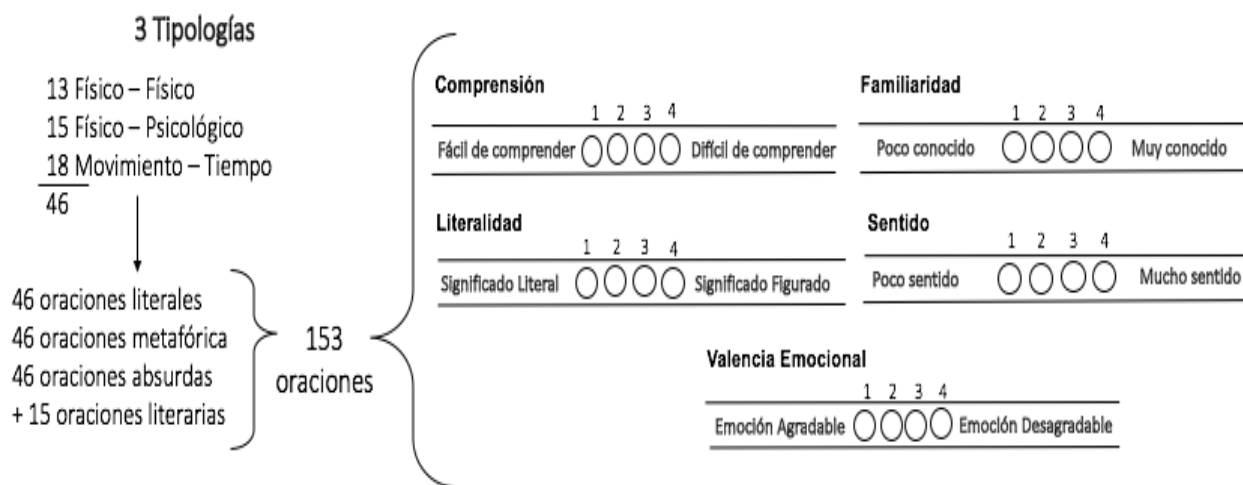 3 Tipologías
13 Físico – Físico
15 Físico – Psicológico
18 Movimiento – Tiempo
46
46 oraciones literales
46 oraciones metafórica
46 oraciones absurdas
+ 15 oraciones literarias
153
oraciones
Comprensión
1 2 3 4
Fácil de comprender Difícil de comprender
Familiaridad
1 2 3 4
Poco conocido Muy conocido
Literalidad
1 2 3 4
Significado Literal Significado Figurado
Sentido
1 2 3 4
Poco sentido Mucho sentido
Valencia Emocional
1 2 3 4
Emoción Agradable Emoción Desagradable